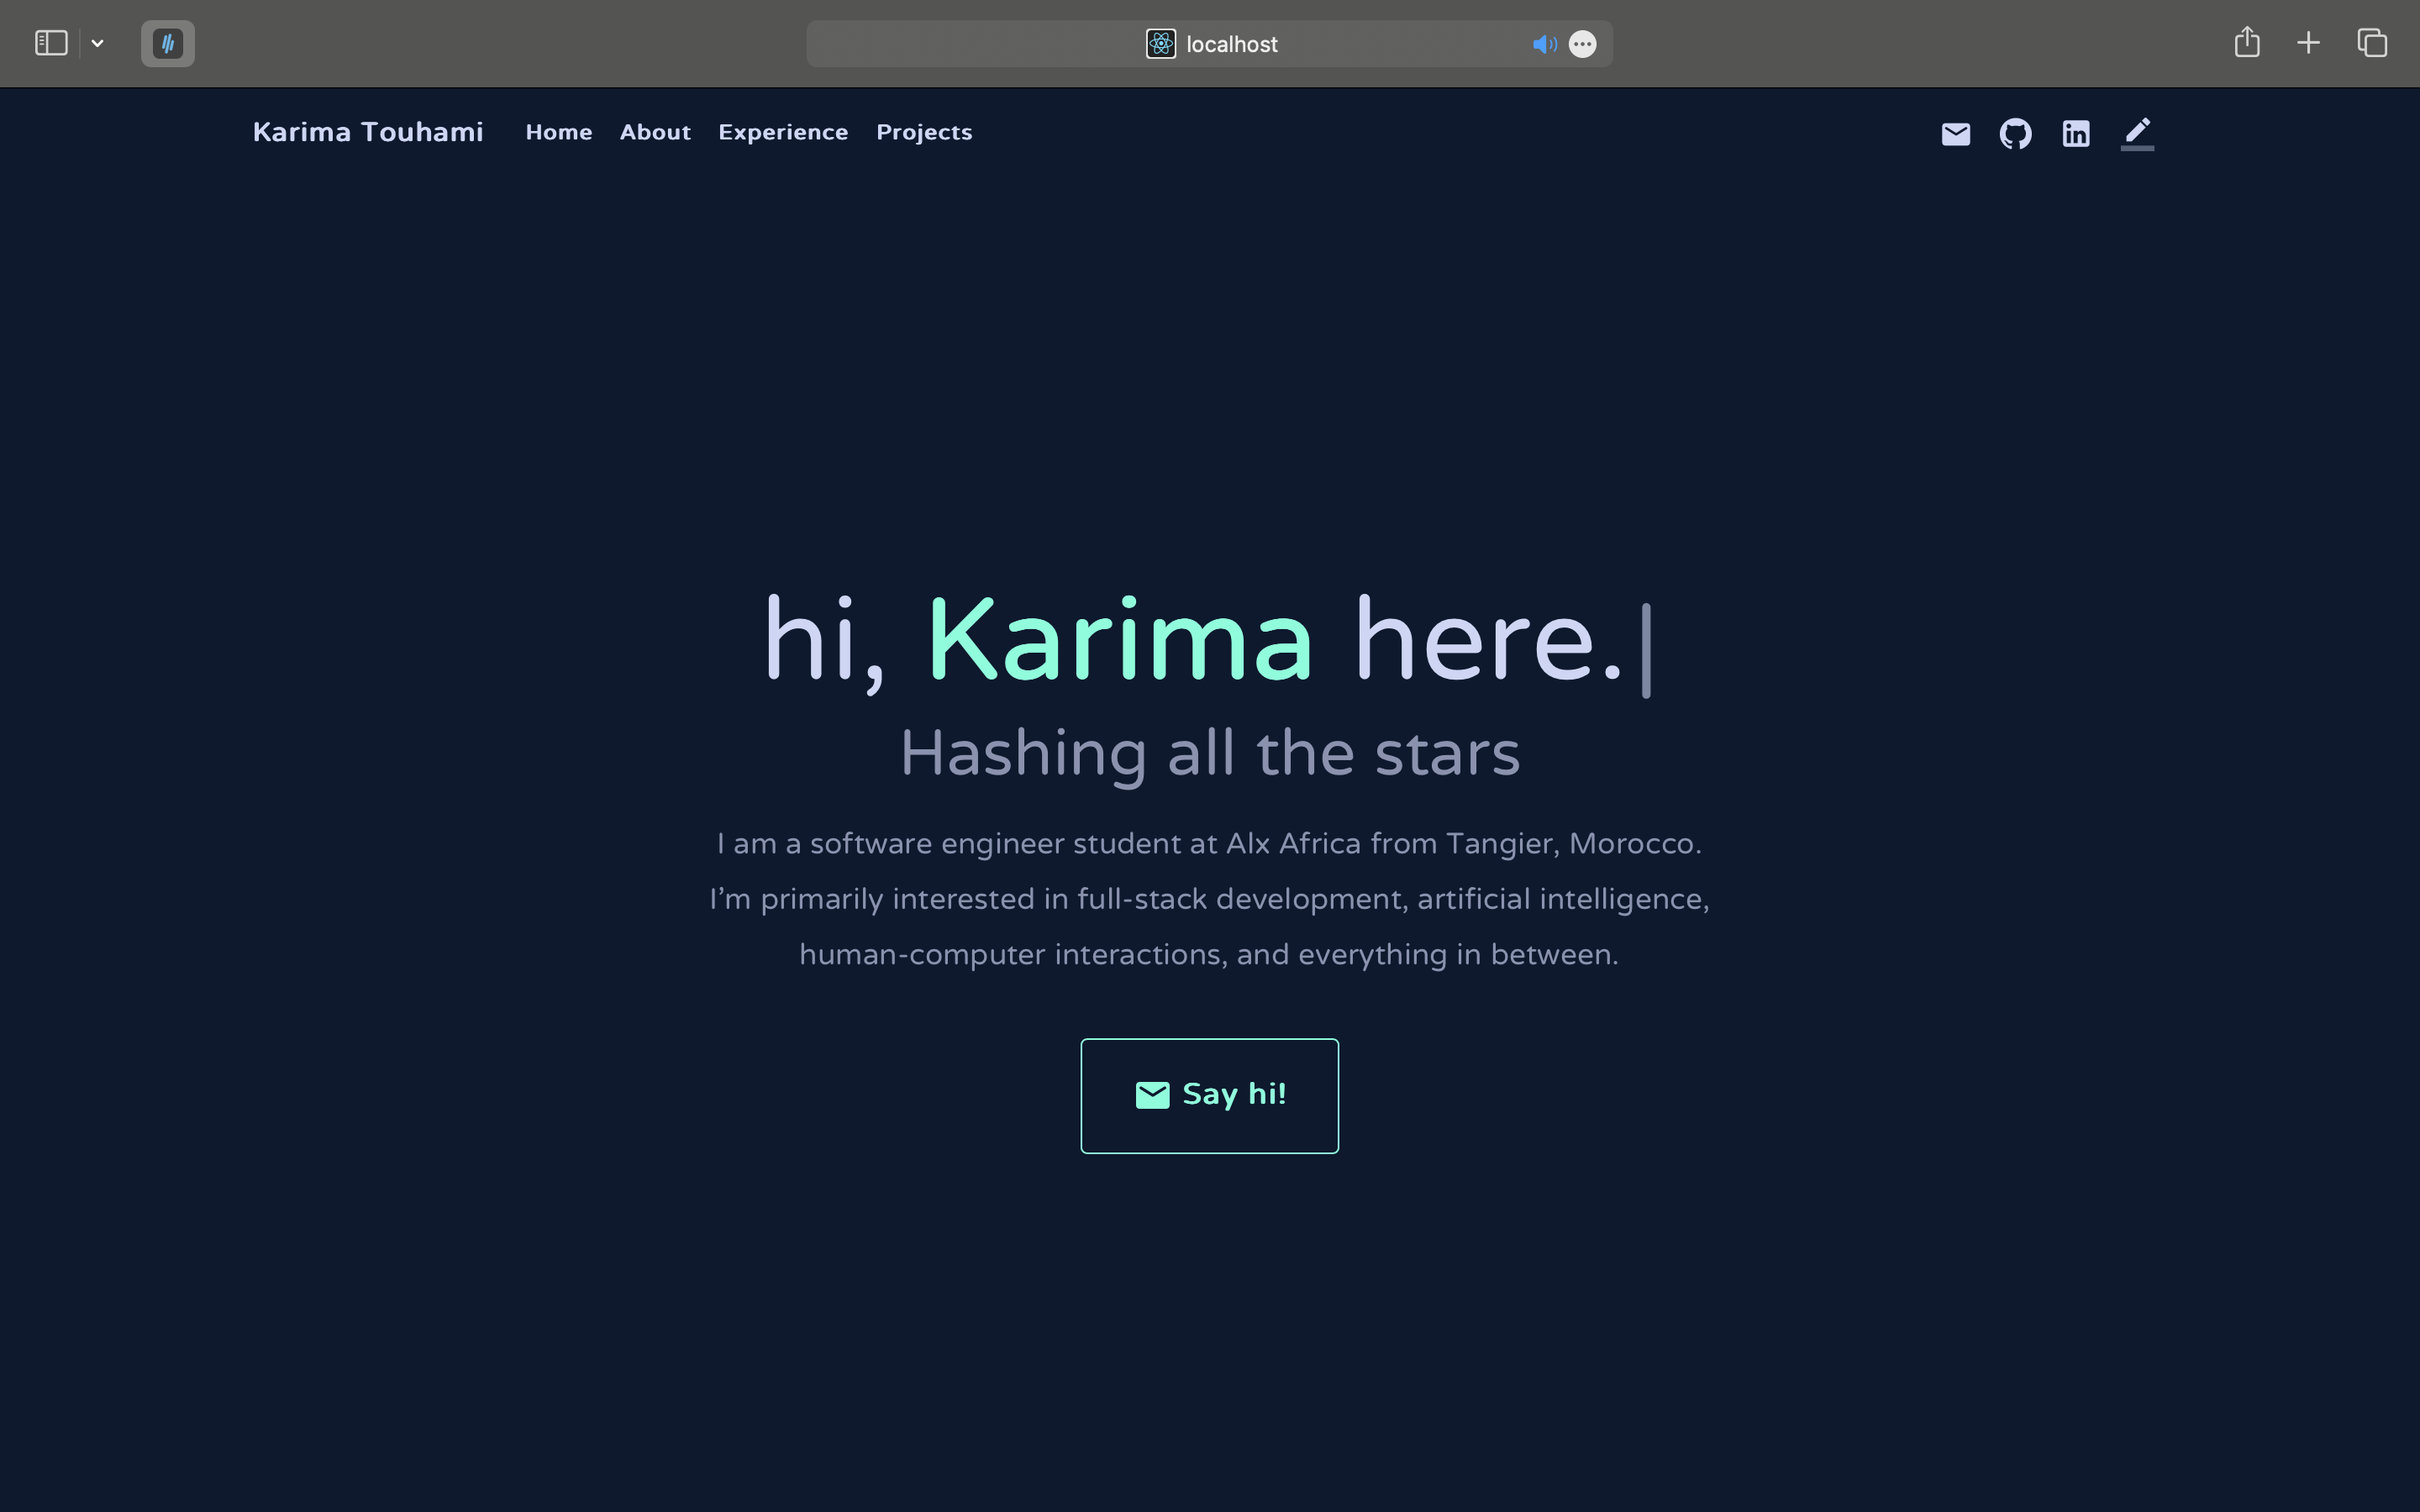 localhost
Karima Touhami Home About Experience Projects
hi, Karima here.
Hashing all the stars
I am a software engineer student at Alx Africa from Tangier, Morocco.
I’m primarily interested in full-stack development, artificial intelligence,
human-computer interactions, and everything in between.
Say hi!